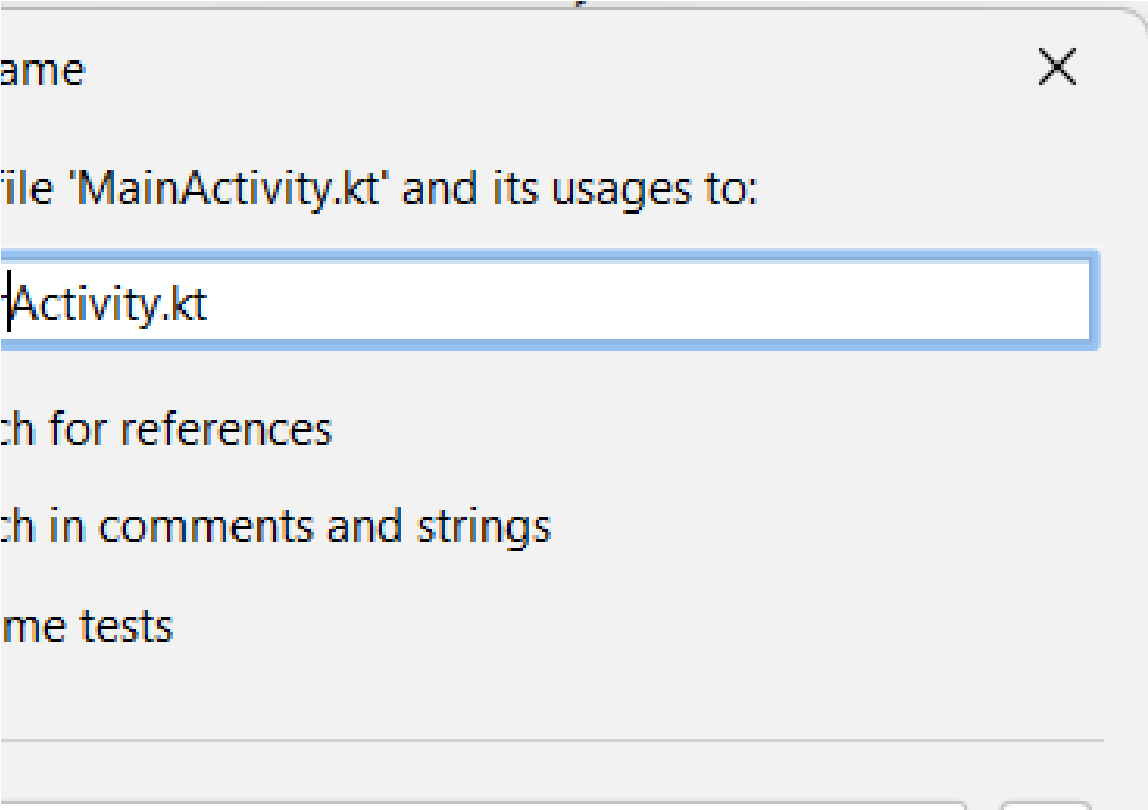 ame
file 'MainActivity.kt' and its usages to:
Activity.kt
ch for references
ch in comments and strings
me tests